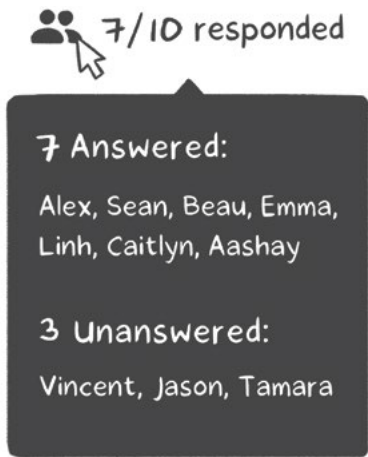 7/10 responded
7 Answered:
Alex, Sean, Beau, Emma,
Linh, Caitlyn, Aashay
3 Unanswered:
Vincent, Jason, Tamara